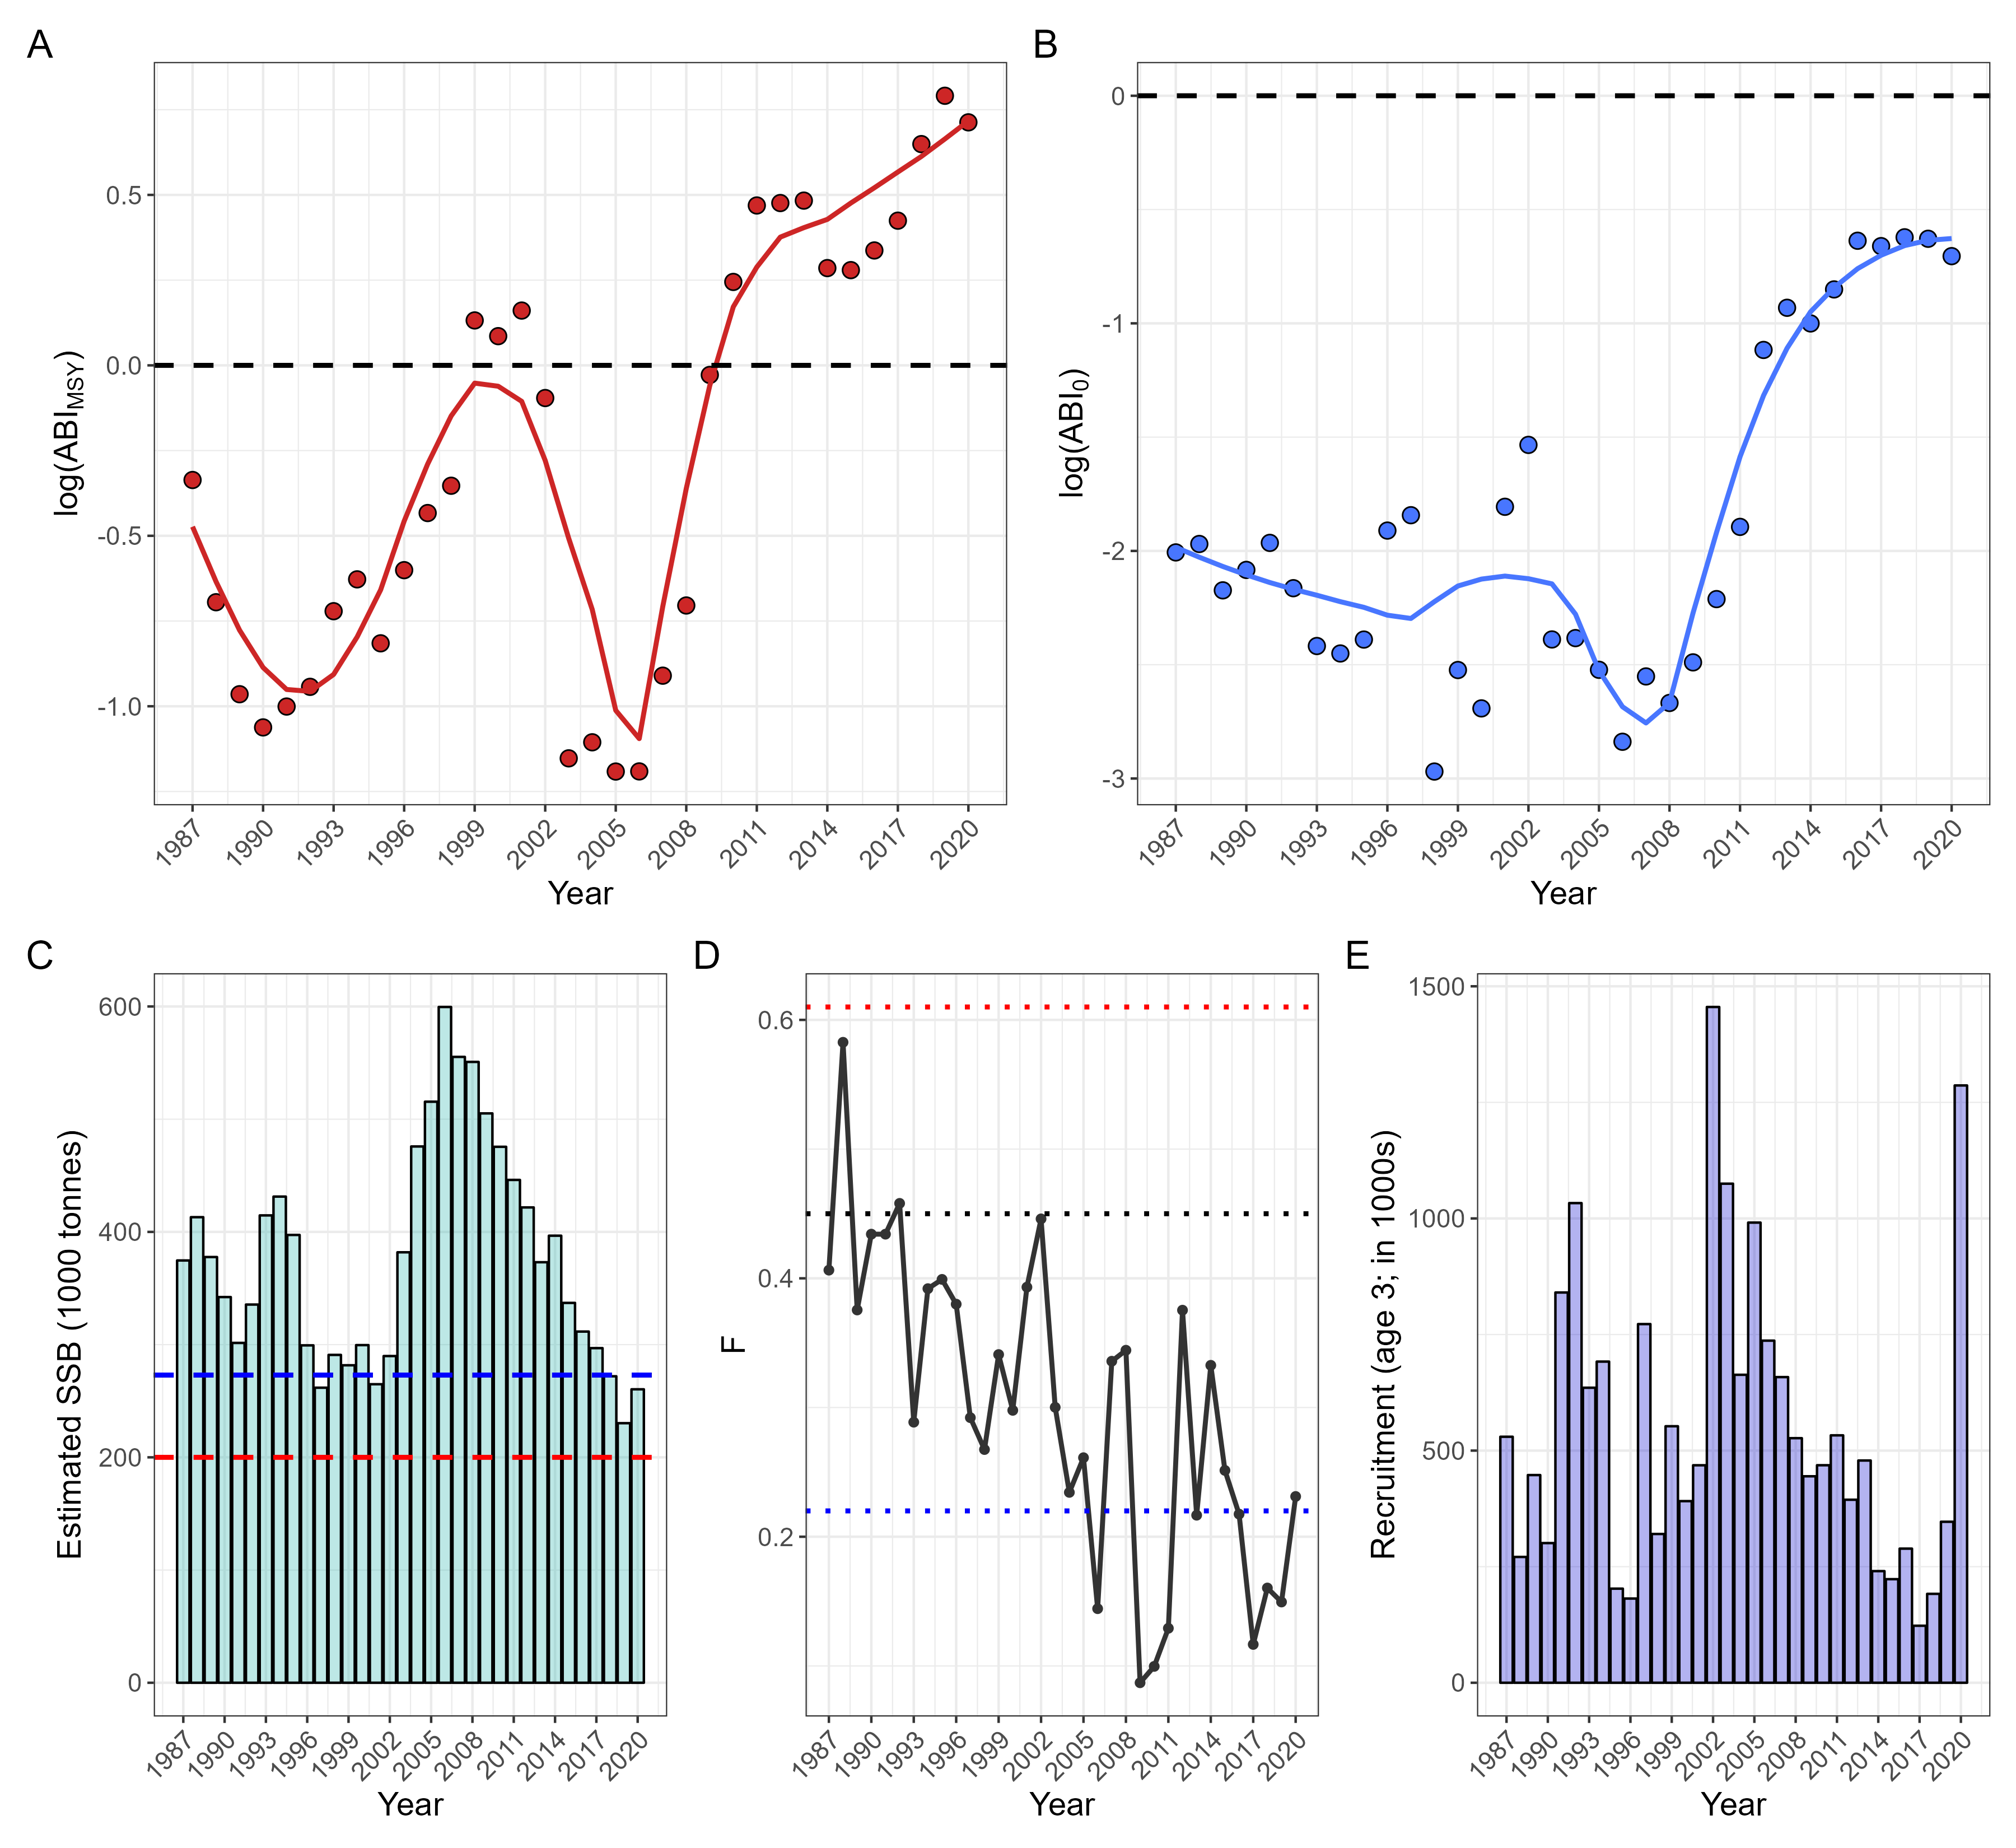 A
log(ABI_MSY)
0.5
0.0
-0.5
-1.0
1987 1990 1993 1996 1999 2002 2005 2008 2011 2014 2017 2020
Year
B
log(ABI_0)
0
-1
-2
-3
1987 1990 1993 1996 1999 2002 2005 2008 2011 2014 2017 2020
Year
C
Estimated SSB (1000 tonnes)
600
400
200
0
1987 1990 1993 1996 1999 2002 2005 2008 2011 2014 2017 2020
Year
D
F
0.6
0.4
0.2
1987 1990 1993 1996 1999 2002 2005 2008 2011 2014 2017 2020
Year
E
Recruitment (age 3; in 1000s)
1500
1000
500
0
1987 1990 1993 1996 1999 2002 2005 2008 2011 2014 2017 2020
Year